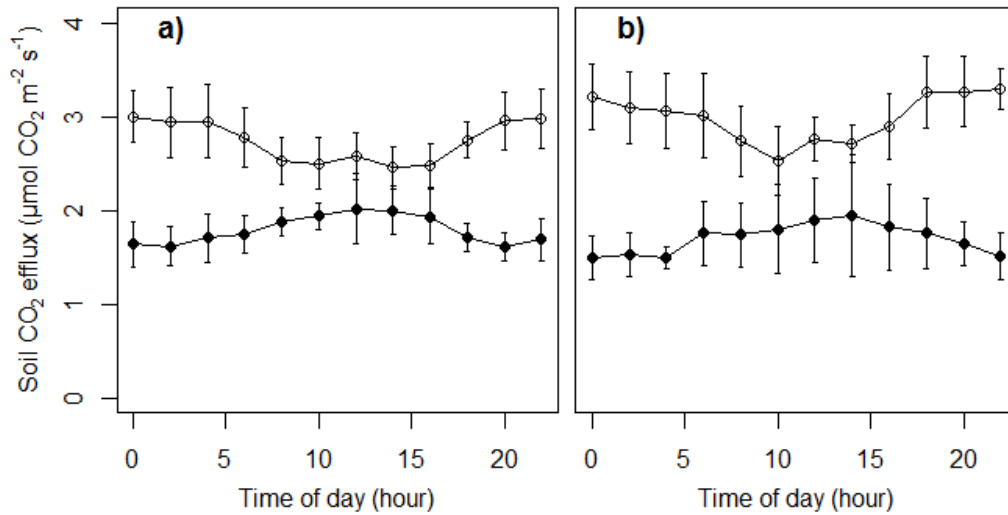 a)
b)
Soil CO₂ efflux (µmol CO₂ m⁻² s⁻¹)
4
3
2
1
0
0 5 10 15 20
0 5 10 15 20
Time of day (hour)
Time of day (hour)